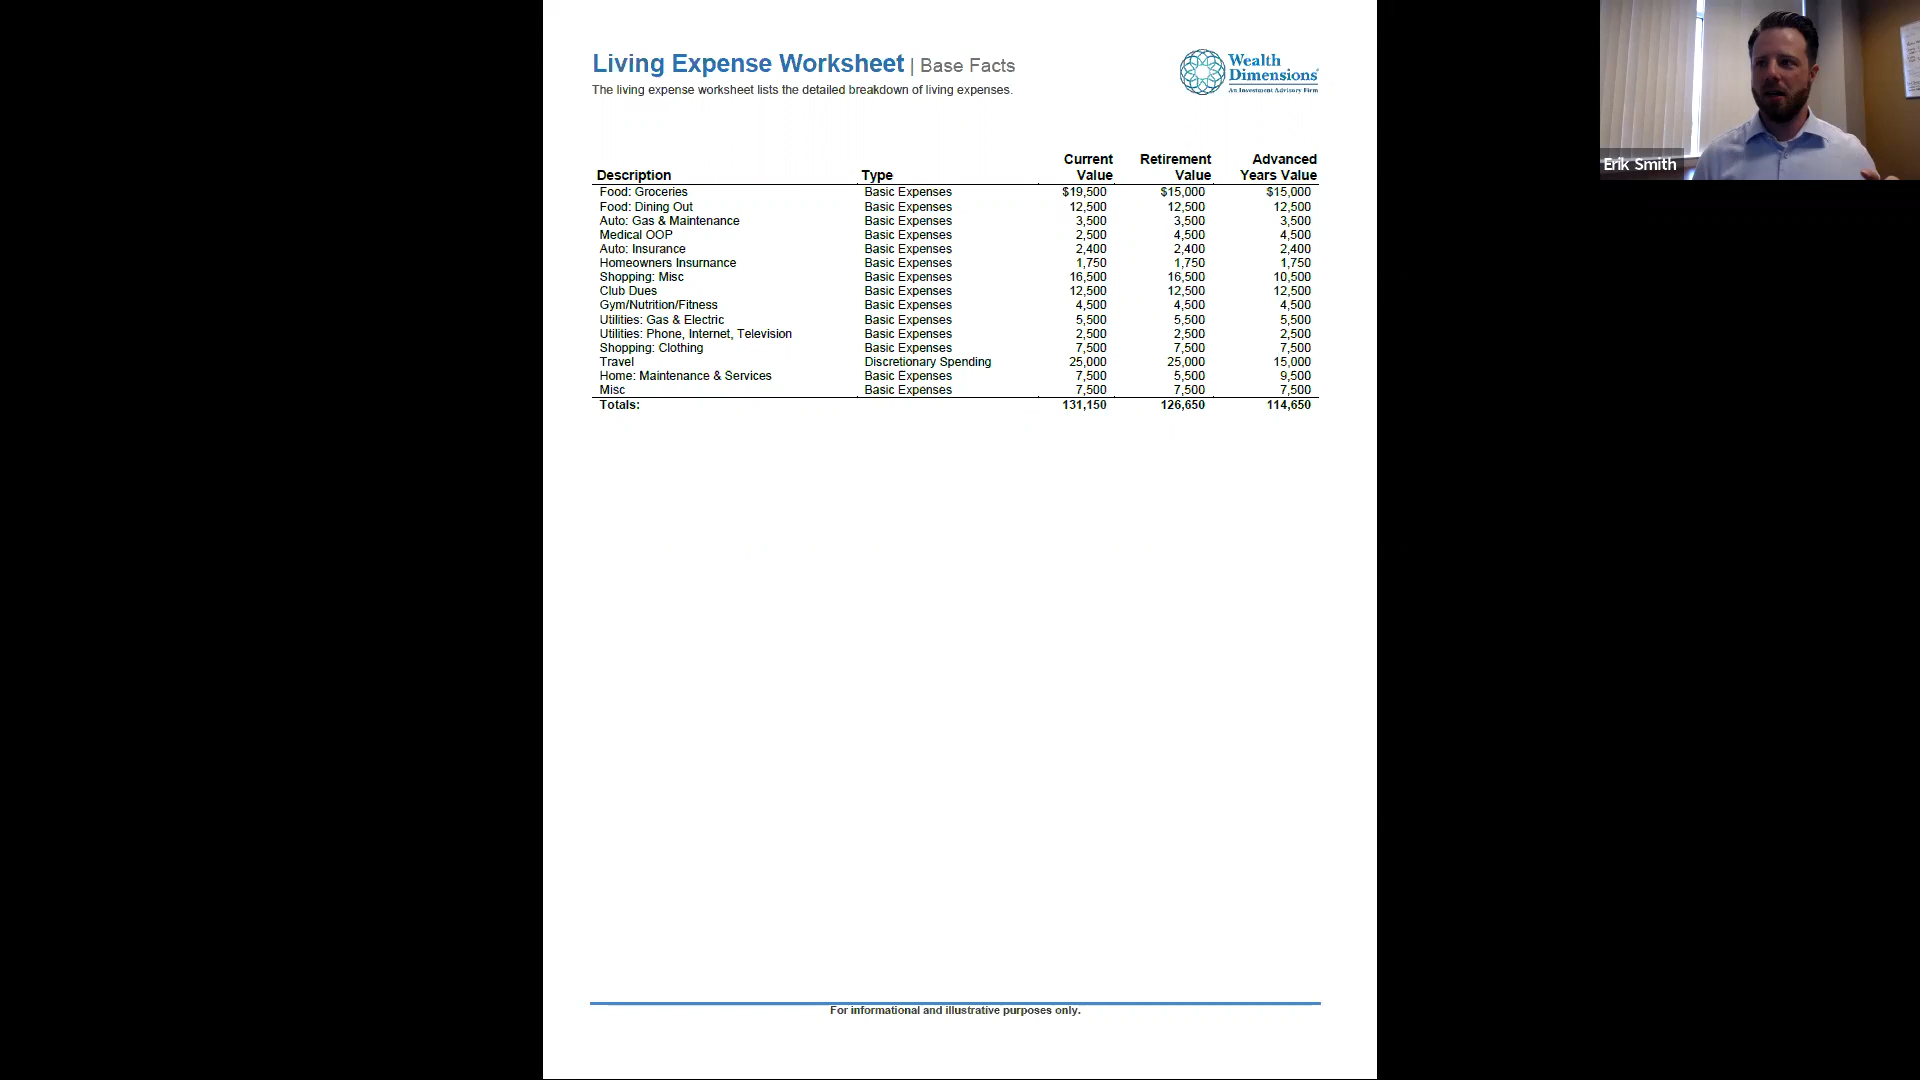 Living Expense Worksheet | Base Facts
The living expense worksheet lists the detailed breakdown of living expenses.
Wealth
Dimensions®
An Investment Advisory Firm
Erik Smith
Description Type Current Value Retirement Value Advanced Years Value
Food: Groceries Basic Expenses $19,500 $15,000 $15,000
Food: Dining Out Basic Expenses 12,500 12,500 12,500
Auto: Gas & Maintenance Basic Expenses 3,500 3,500 3,500
Medical OOP Basic Expenses 2,500 4,500 4,500
Auto: Insurance Basic Expenses 2,400 2,400 2,400
Homeowners Insurnance Basic Expenses 1,750 1,750 1,750
Shopping: Misc Basic Expenses 16,500 16,500 10,500
Club Dues Basic Expenses 12,500 12,500 12,500
Gym/Nutrition/Fitness Basic Expenses 4,500 4,500 4,500
Utilities: Gas & Electric Basic Expenses 5,500 5,500 5,500
Utilities: Phone, Internet, Television Basic Expenses 2,500 2,500 2,500
Shopping: Clothing Basic Expenses 7,500 7,500 7,500
Travel Discretionary Spending 25,000 25,000 15,000
Home: Maintenance & Services Basic Expenses 7,500 5,500 9,500
Misc Basic Expenses 7,500 7,500 7,500
Totals: 131,150 126,650 114,650
For informational and illustrative purposes only.